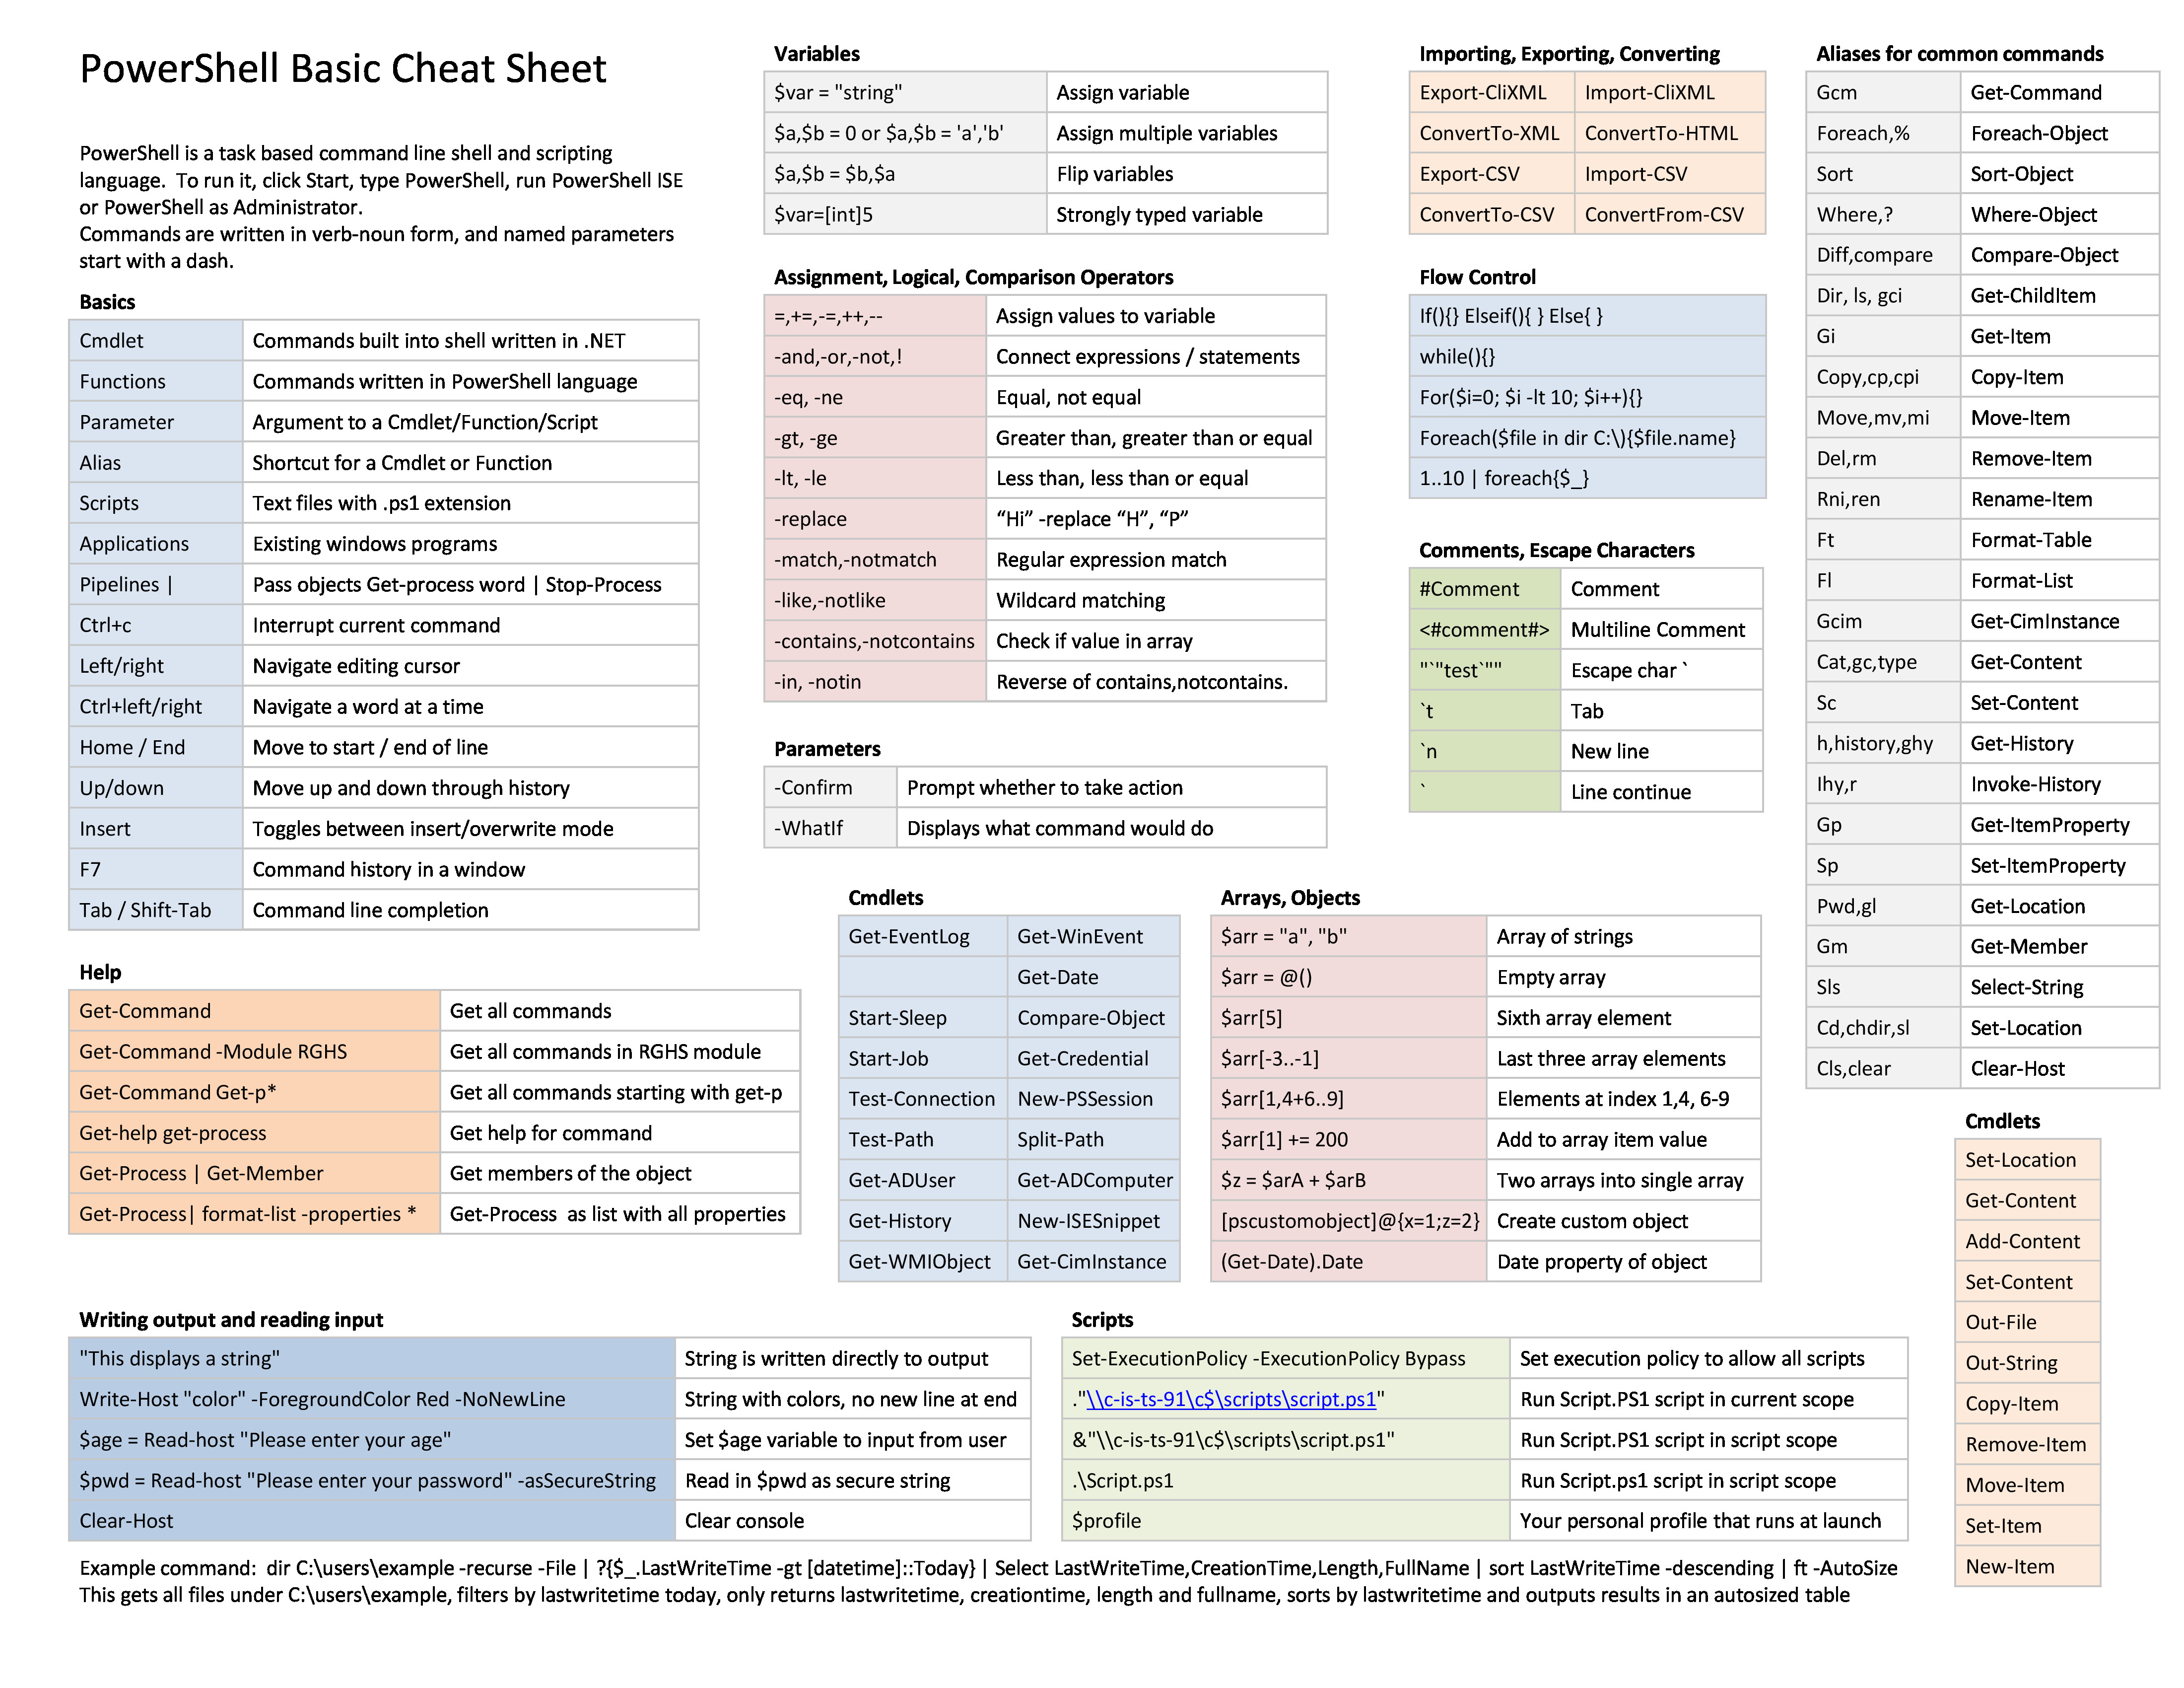 PowerShell Basic Cheat Sheet
PowerShell is a task based command line shell and scripting
language.  To run it, click Start, type PowerShell, run PowerShell ISE
or PowerShell as Administrator.
Commands are written in verb-noun form, and named parameters
start with a dash.
Basics
Cmdlet Commands built into shell written in .NET
Functions Commands written in PowerShell language
Parameter Argument to a Cmdlet/Function/Script
Alias Shortcut for a Cmdlet or Function
Scripts Text files with .ps1 extension
Applications Existing windows programs
Pipelines | Pass objects Get-process word | Stop-Process
Ctrl+c Interrupt current command
Left/right Navigate editing cursor
Ctrl+left/right Navigate a word at a time
Home / End Move to start / end of line
Up/down Move up and down through history
Insert Toggles between insert/overwrite mode
F7 Command history in a window
Tab / Shift-Tab Command line completion
Help
Get-Command Get all commands
Get-Command -Module RGHS Get all commands in RGHS module
Get-Command Get-p* Get all commands starting with get-p
Get-help get-process Get help for command
Get-Process | Get-Member Get members of the object
Get-Process| format-list -properties * Get-Process  as list with all properties
Variables
$var = "string" Assign variable
$a,$b = 0 or $a,$b = 'a','b' Assign multiple variables
$a,$b = $b,$a Flip variables
$var=[int]5 Strongly typed variable
Assignment, Logical, Comparison Operators
=,+=,-=,++,-- Assign values to variable
-and,-or,-not,! Connect expressions / statements
-eq, -ne Equal, not equal
-gt, -ge Greater than, greater than or equal
-lt, -le Less than, less than or equal
-replace “Hi” -replace “H”, “P”
-match,-notmatch Regular expression match
-like,-notlike Wildcard matching
-contains,-notcontains Check if value in array
-in, -notin Reverse of contains,notcontains.
Parameters
-Confirm Prompt whether to take action
-WhatIf Displays what command would do
Importing, Exporting, Converting
Export-CliXML Import-CliXML
ConvertTo-XML ConvertTo-HTML
Export-CSV Import-CSV
ConvertTo-CSV ConvertFrom-CSV
Flow Control
If(){} Elseif(){ } Else{ }
while(){}
For($i=0; $i -lt 10; $i++){}
Foreach($file in dir C:\){$file.name}
1..10 | foreach{$_}
Comments, Escape Characters
#Comment Comment
<#comment#> Multiline Comment
"`"test`"" Escape char `
`t Tab
`n New line
` Line continue
Cmdlets
Get-EventLog Get-WinEvent
Get-Date
Start-Sleep Compare-Object
Start-Job Get-Credential
Test-Connection New-PSSession
Test-Path Split-Path
Get-ADUser Get-ADComputer
Get-History New-ISESnippet
Get-WMIObject Get-CimInstance
Arrays, Objects
$arr = "a", "b" Array of strings
$arr = @() Empty array
$arr[5] Sixth array element
$arr[-3..-1] Last three array elements
$arr[1,4+6..9] Elements at index 1,4, 6-9
$arr[1] += 200 Add to array item value
$z = $arA + $arB Two arrays into single array
[pscustomobject]@{x=1;z=2} Create custom object
(Get-Date).Date Date property of object
Aliases for common commands
Gcm Get-Command
Foreach,% Foreach-Object
Sort Sort-Object
Where,? Where-Object
Diff,compare Compare-Object
Dir, ls, gci Get-ChildItem
Gi Get-Item
Copy,cp,cpi Copy-Item
Move,mv,mi Move-Item
Del,rm Remove-Item
Rni,ren Rename-Item
Ft Format-Table
Fl Format-List
Gcim Get-CimInstance
Cat,gc,type Get-Content
Sc Set-Content
h,history,ghy Get-History
Ihy,r Invoke-History
Gp Get-ItemProperty
Sp Set-ItemProperty
Pwd,gl Get-Location
Gm Get-Member
Sls Select-String
Cd,chdir,sl Set-Location
Cls,clear Clear-Host
Cmdlets
Set-Location
Get-Content
Add-Content
Set-Content
Out-File
Out-String
Copy-Item
Remove-Item
Move-Item
Set-Item
New-Item
Writing output and reading input
"This displays a string" String is written directly to output
Write-Host "color" -ForegroundColor Red -NoNewLine String with colors, no new line at end
$age = Read-host "Please enter your age" Set $age variable to input from user
$pwd = Read-host "Please enter your password" -asSecureString Read in $pwd as secure string
Clear-Host Clear console
Scripts
Set-ExecutionPolicy -ExecutionPolicy Bypass Set execution policy to allow all scripts
."\\c-is-ts-91\c$\scripts\script.ps1" Run Script.PS1 script in current scope
&"\\c-is-ts-91\c$\scripts\script.ps1" Run Script.PS1 script in script scope
.\Script.ps1 Run Script.ps1 script in script scope
$profile Your personal profile that runs at launch
Example command:  dir C:\users\example -recurse -File | ?{$_.LastWriteTime -gt [datetime]::Today} | Select LastWriteTime,CreationTime,Length,FullName | sort LastWriteTime -descending | ft -AutoSize
This gets all files under C:\users\example, filters by lastwritetime today, only returns lastwritetime, creationtime, length and fullname, sorts by lastwritetime and outputs results in an autosized table